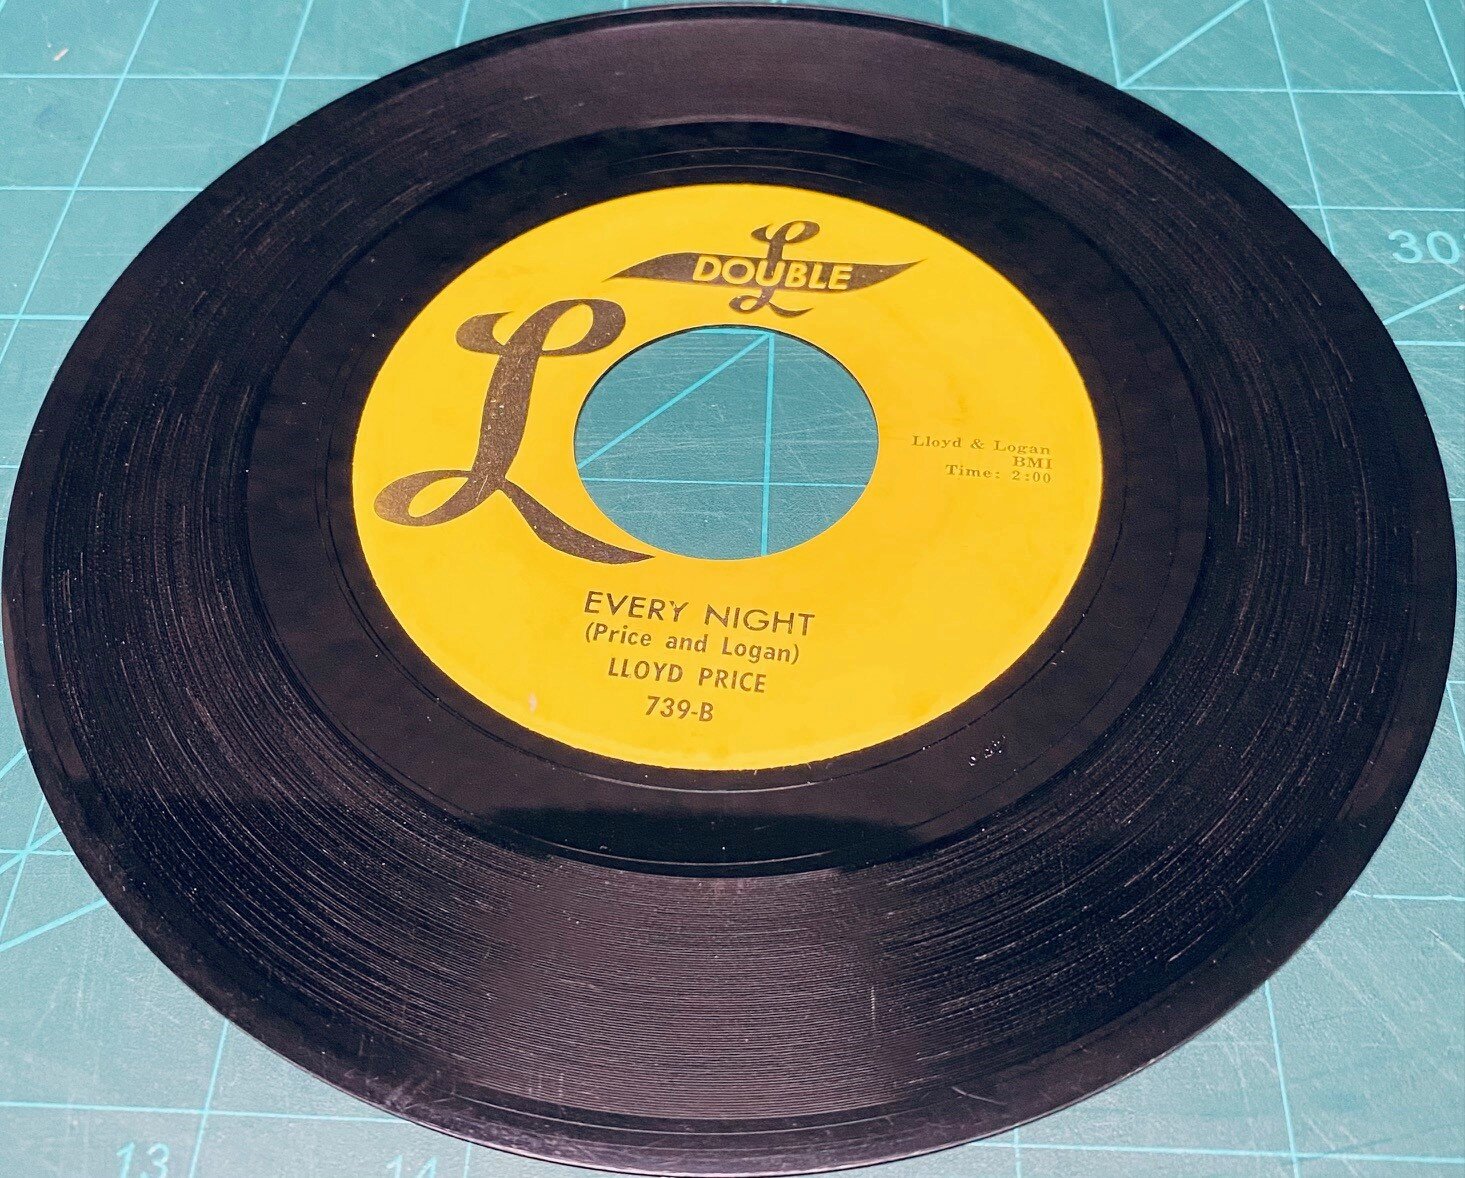 L
DOUBLE
L
Lloyd & Logan
BMI
Time: 2:00
EVERY NIGHT
(Price and Logan)
LLOYD PRICE
739-B
30
13
14